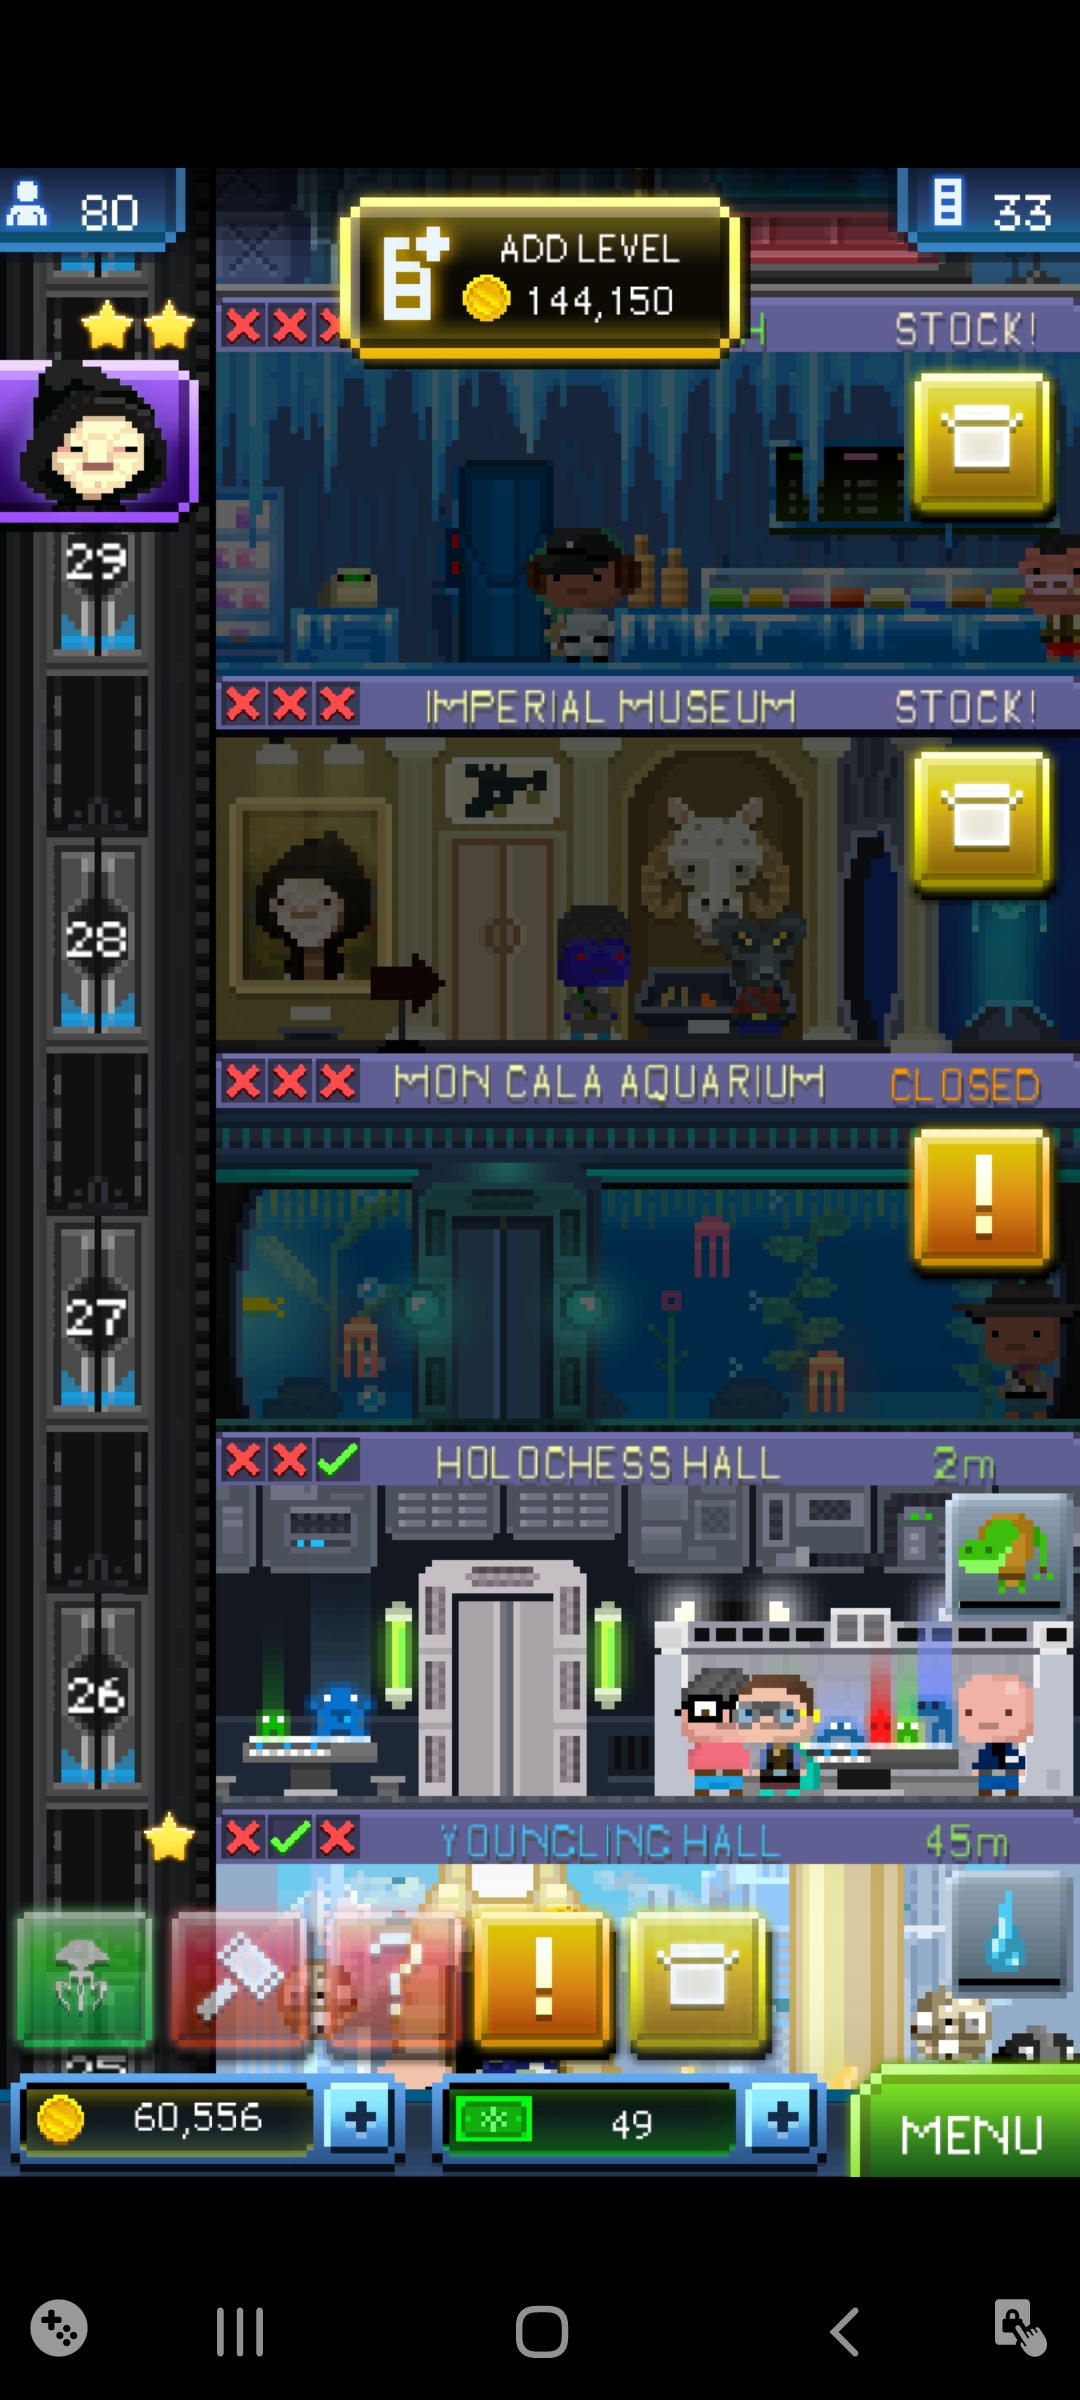 80
33
ADD LEVEL
144,150
STOCK!
29
IMPERIAL MUSEUM
STOCK!
28
MON CALA AQUARIUM
CLOSED
!
27
HOLOCHESS HALL
2m
26
YOUNGLING HALL
45m
?
!
25
60,556
+
49
+
MENU